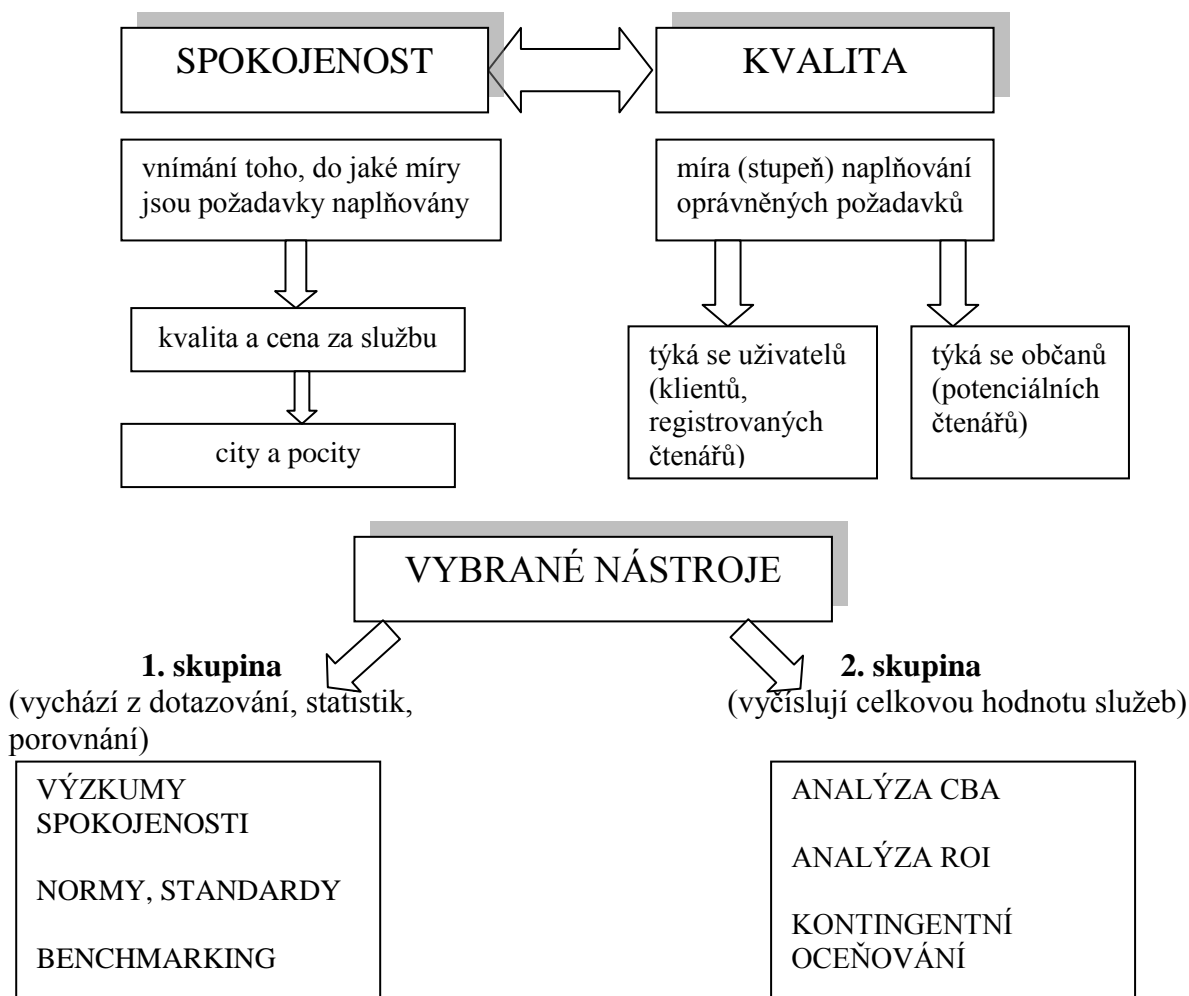 SPOKOJENOST
KVALITA
vnímání toho, do jaké míry
jsou požadavky naplňovány
míra (stupeň) naplňování
oprávněných požadavků
kvalita a cena za službu
city a pocity
týká se uživatelů
(klientů,
registrovaných
čtenářů)
týká se občanů
(potenciálních
čtenářů)
VYBRANÉ NÁSTROJE
1. skupina
(vychází z dotazování, statistik,
porovnání)
2. skupina
(vyčíslují celkovou hodnotu služeb)
VÝZKUMY
SPOKOJENOSTI
NORMY, STANDARDY
BENCHMARKING
ANALÝZA CBA
ANALÝZA ROI
KONTINGENTNÍ
OCEŇOVÁNÍ